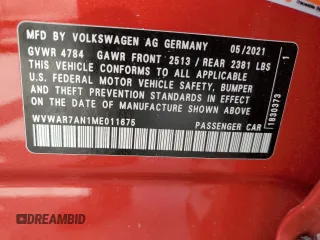 MFD BY VOLKSWAGEN AG GERMANY 05/2021
GVWR 4784 GAWR FRONT 2513 / REAR 2381 LBS
THIS VEHICLE CONFORMS TO ALL APPLICABLE
U.S. FEDERAL MOTOR VEHICLE SAFETY, BUMPER
AND THEFT PREVENTION STANDARDS IN EFFECT
ON THE DATE OF MANUFACTURE SHOWN ABOVE
WVWAR7AN1ME011675 PASSENGER CAR
1830373 1
DREAMBID